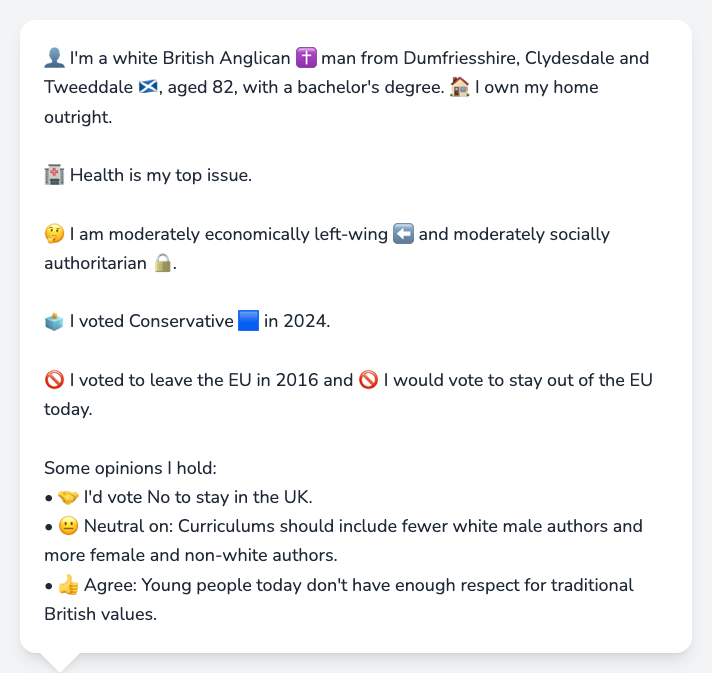 👤 I'm a white British Anglican ✝️ man from Dumfriesshire, Clydesdale and
Tweeddale 🏴󠁧󠁢󠁳󠁣󠁴󠁿, aged 82, with a bachelor's degree. 🏠 I own my home
outright.
🏥 Health is my top issue.
🤔 I am moderately economically left-wing ⬅️ and moderately socially
authoritarian 🔒.
🗳️ I voted Conservative 🟦 in 2024.
🚫 I voted to leave the EU in 2016 and 🚫 I would vote to stay out of the EU
today.
Some opinions I hold:
• 🤝 I'd vote No to stay in the UK.
• 😐 Neutral on: Curriculums should include fewer white male authors and
more female and non-white authors.
• 👍 Agree: Young people today don't have enough respect for traditional
British values.